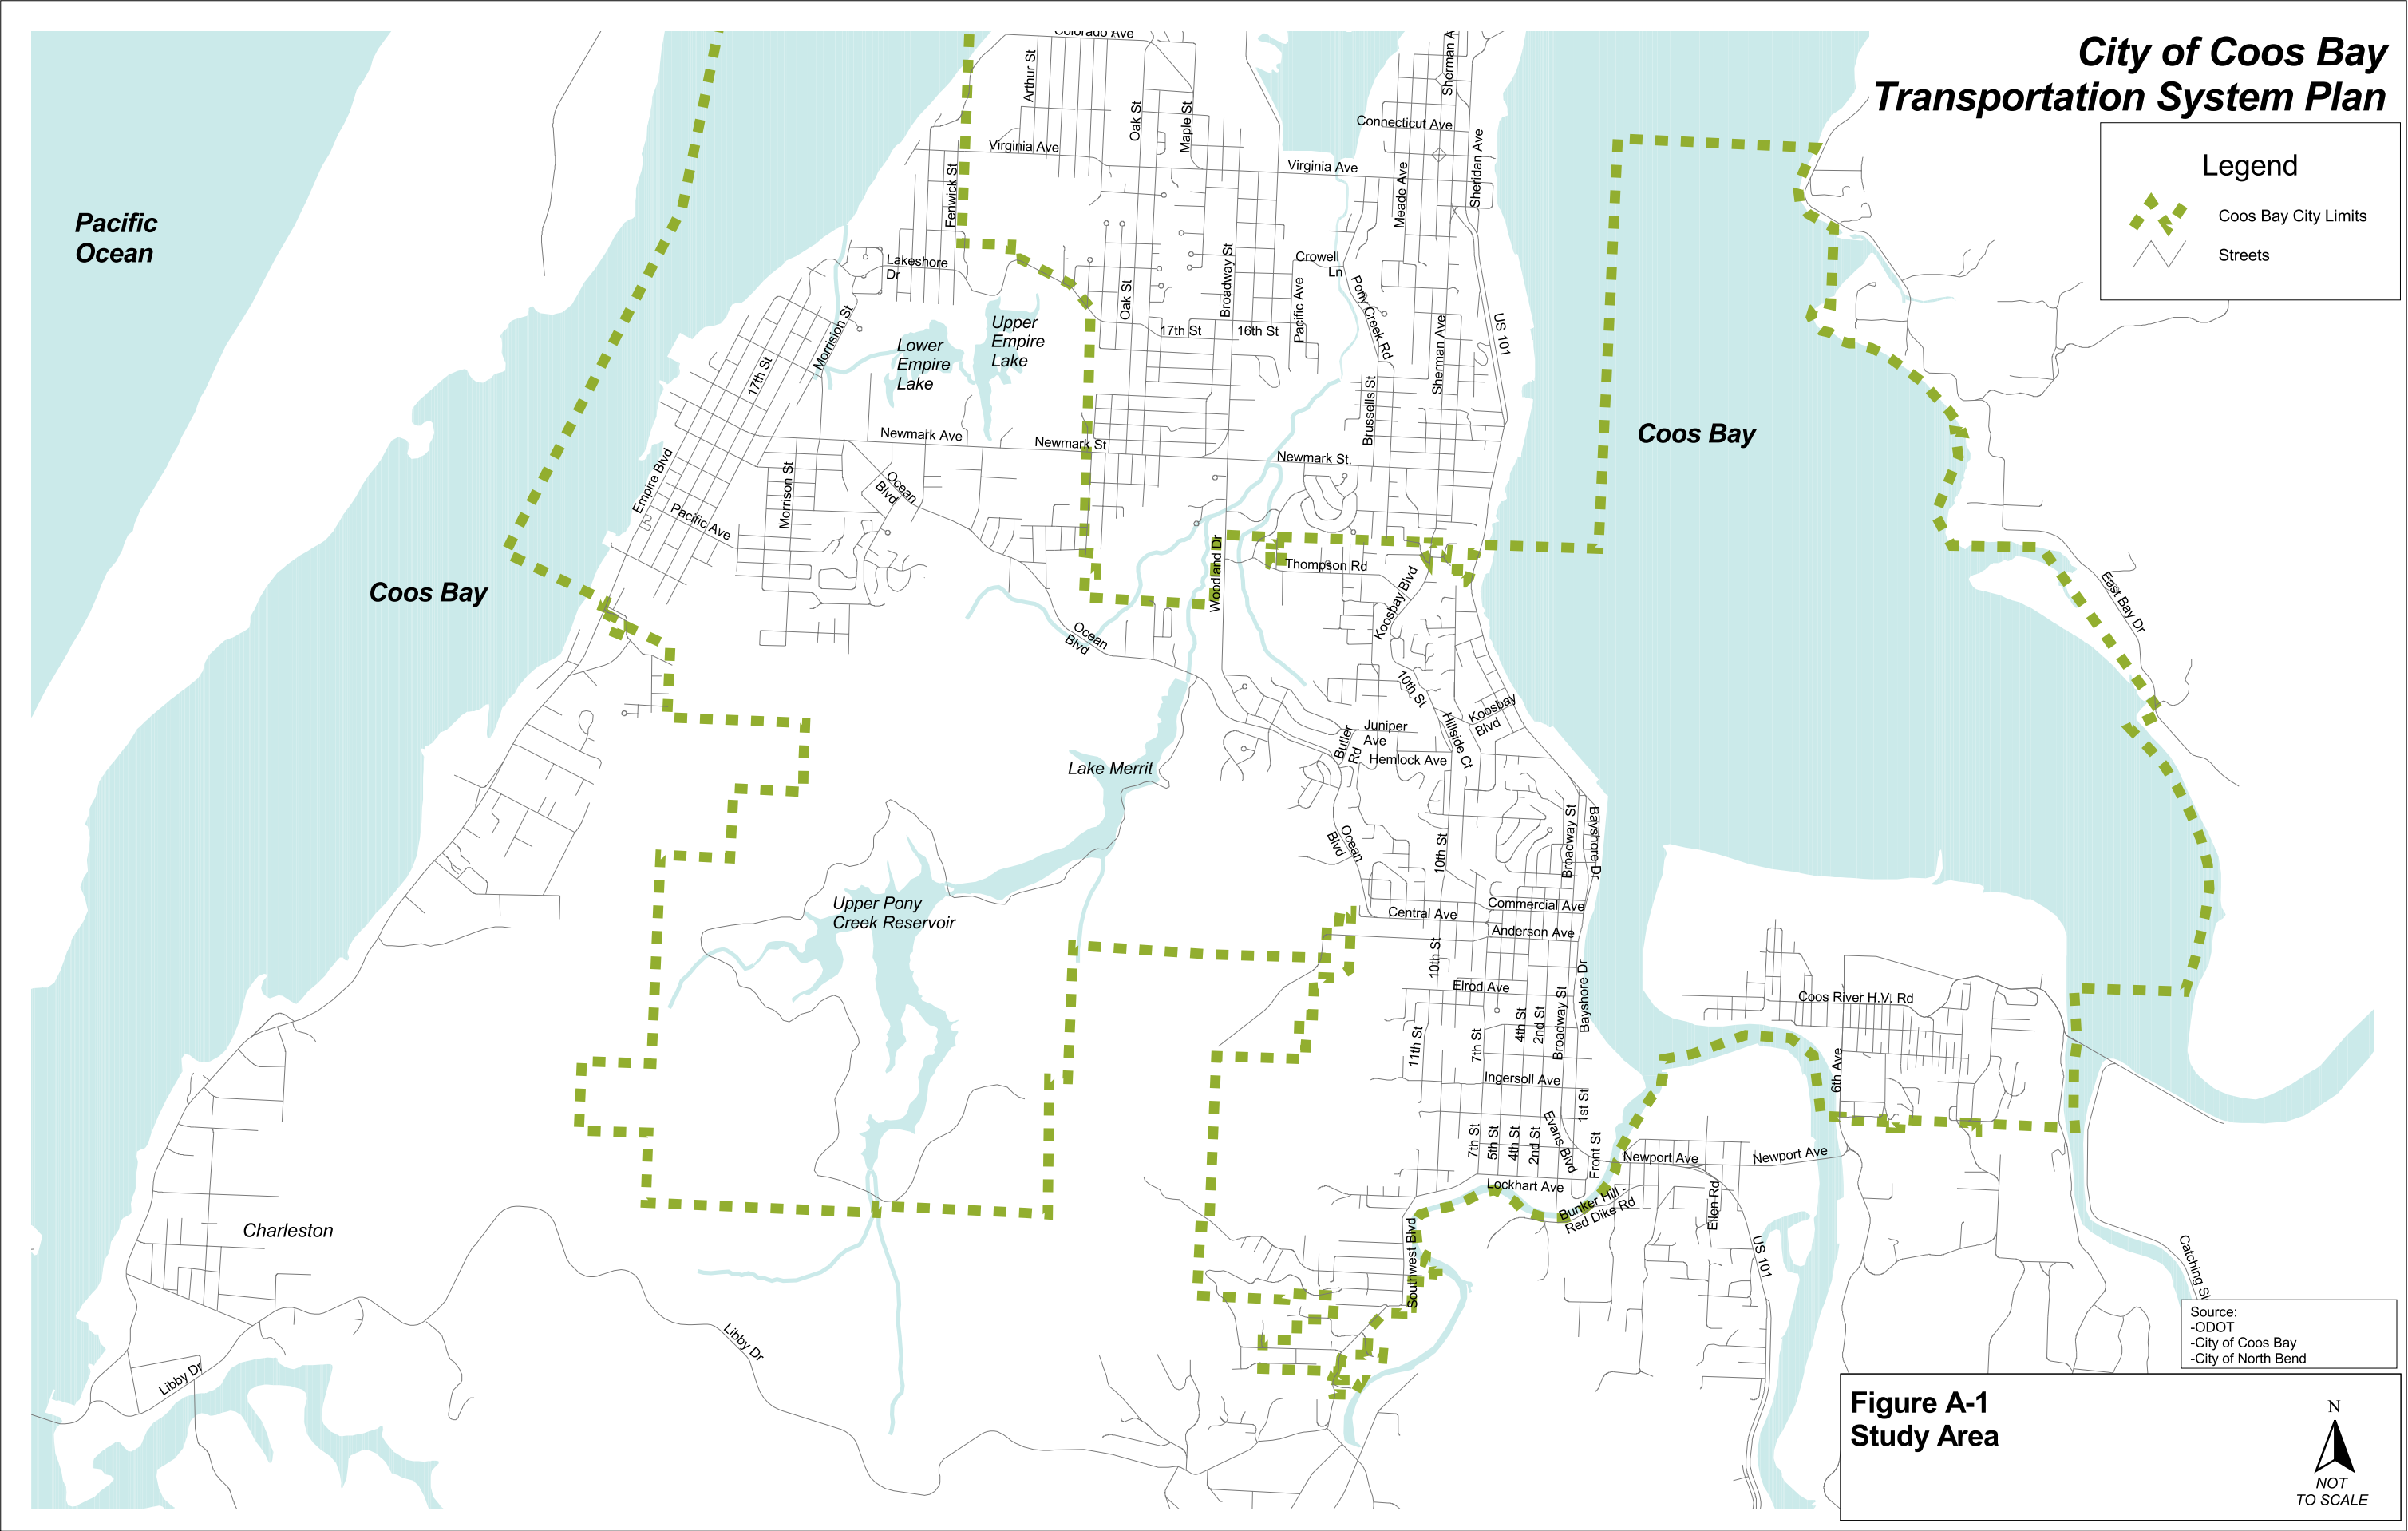 City of Coos Bay
Transportation System Plan
Legend
Coos Bay City Limits
Streets
Pacific
Ocean
Colorado Ave
Arthur St
Oak St
Maple St
Sherman A
Connecticut Ave
Virginia Ave
Virginia Ave
Fenwick St
Meade Ave
Sheridan Ave
Lakeshore
Dr
Oak St
Broadway St
Crowell
Ln
Pacific Ave
Pony Creek Rd
17th St
16th St
Sherman Ave
US 101
Morrision St
17th St
Lower
Empire
Lake
Upper
Empire
Lake
Brussells St
Coos Bay
Newmark Ave
Newmark St
Newmark St.
Empire Blvd
Pacific Ave
Morrison St
Ocean
Blvd
Coos Bay
Woodland Dr
Thompson Rd
Koosbay Blvd
East Bay Dr
Ocean
Blvd
10th St
Koosbay
Blvd
Hillside Ct
Juniper
Ave
Butler
Rd
Hemlock Ave
Lake Merrit
Ocean
Blvd
10th St
Broadway St
Bayshore Dr
Upper Pony
Creek Reservoir
Commercial Ave
Central Ave
Anderson Ave
10th St
Elrod Ave
Bayshore Dr
Broadway St
4th St
2nd St
Coos River H.V. Rd
11th St
7th St
Ingersoll Ave
6th Ave
1st St
Evans Blvd
7th St
5th St
4th St
2nd St
Front St
Newport Ave
Newport Ave
Lockhart Ave
Bunker Hill -
Red Dike Rd
Ellen Rd
Southwest Blvd
US 101
Catching Sl
Charleston
Libby Dr
Libby Dr
Source:
-ODOT
-City of Coos Bay
-City of North Bend
Figure A-1
Study Area
N
NOT
TO SCALE